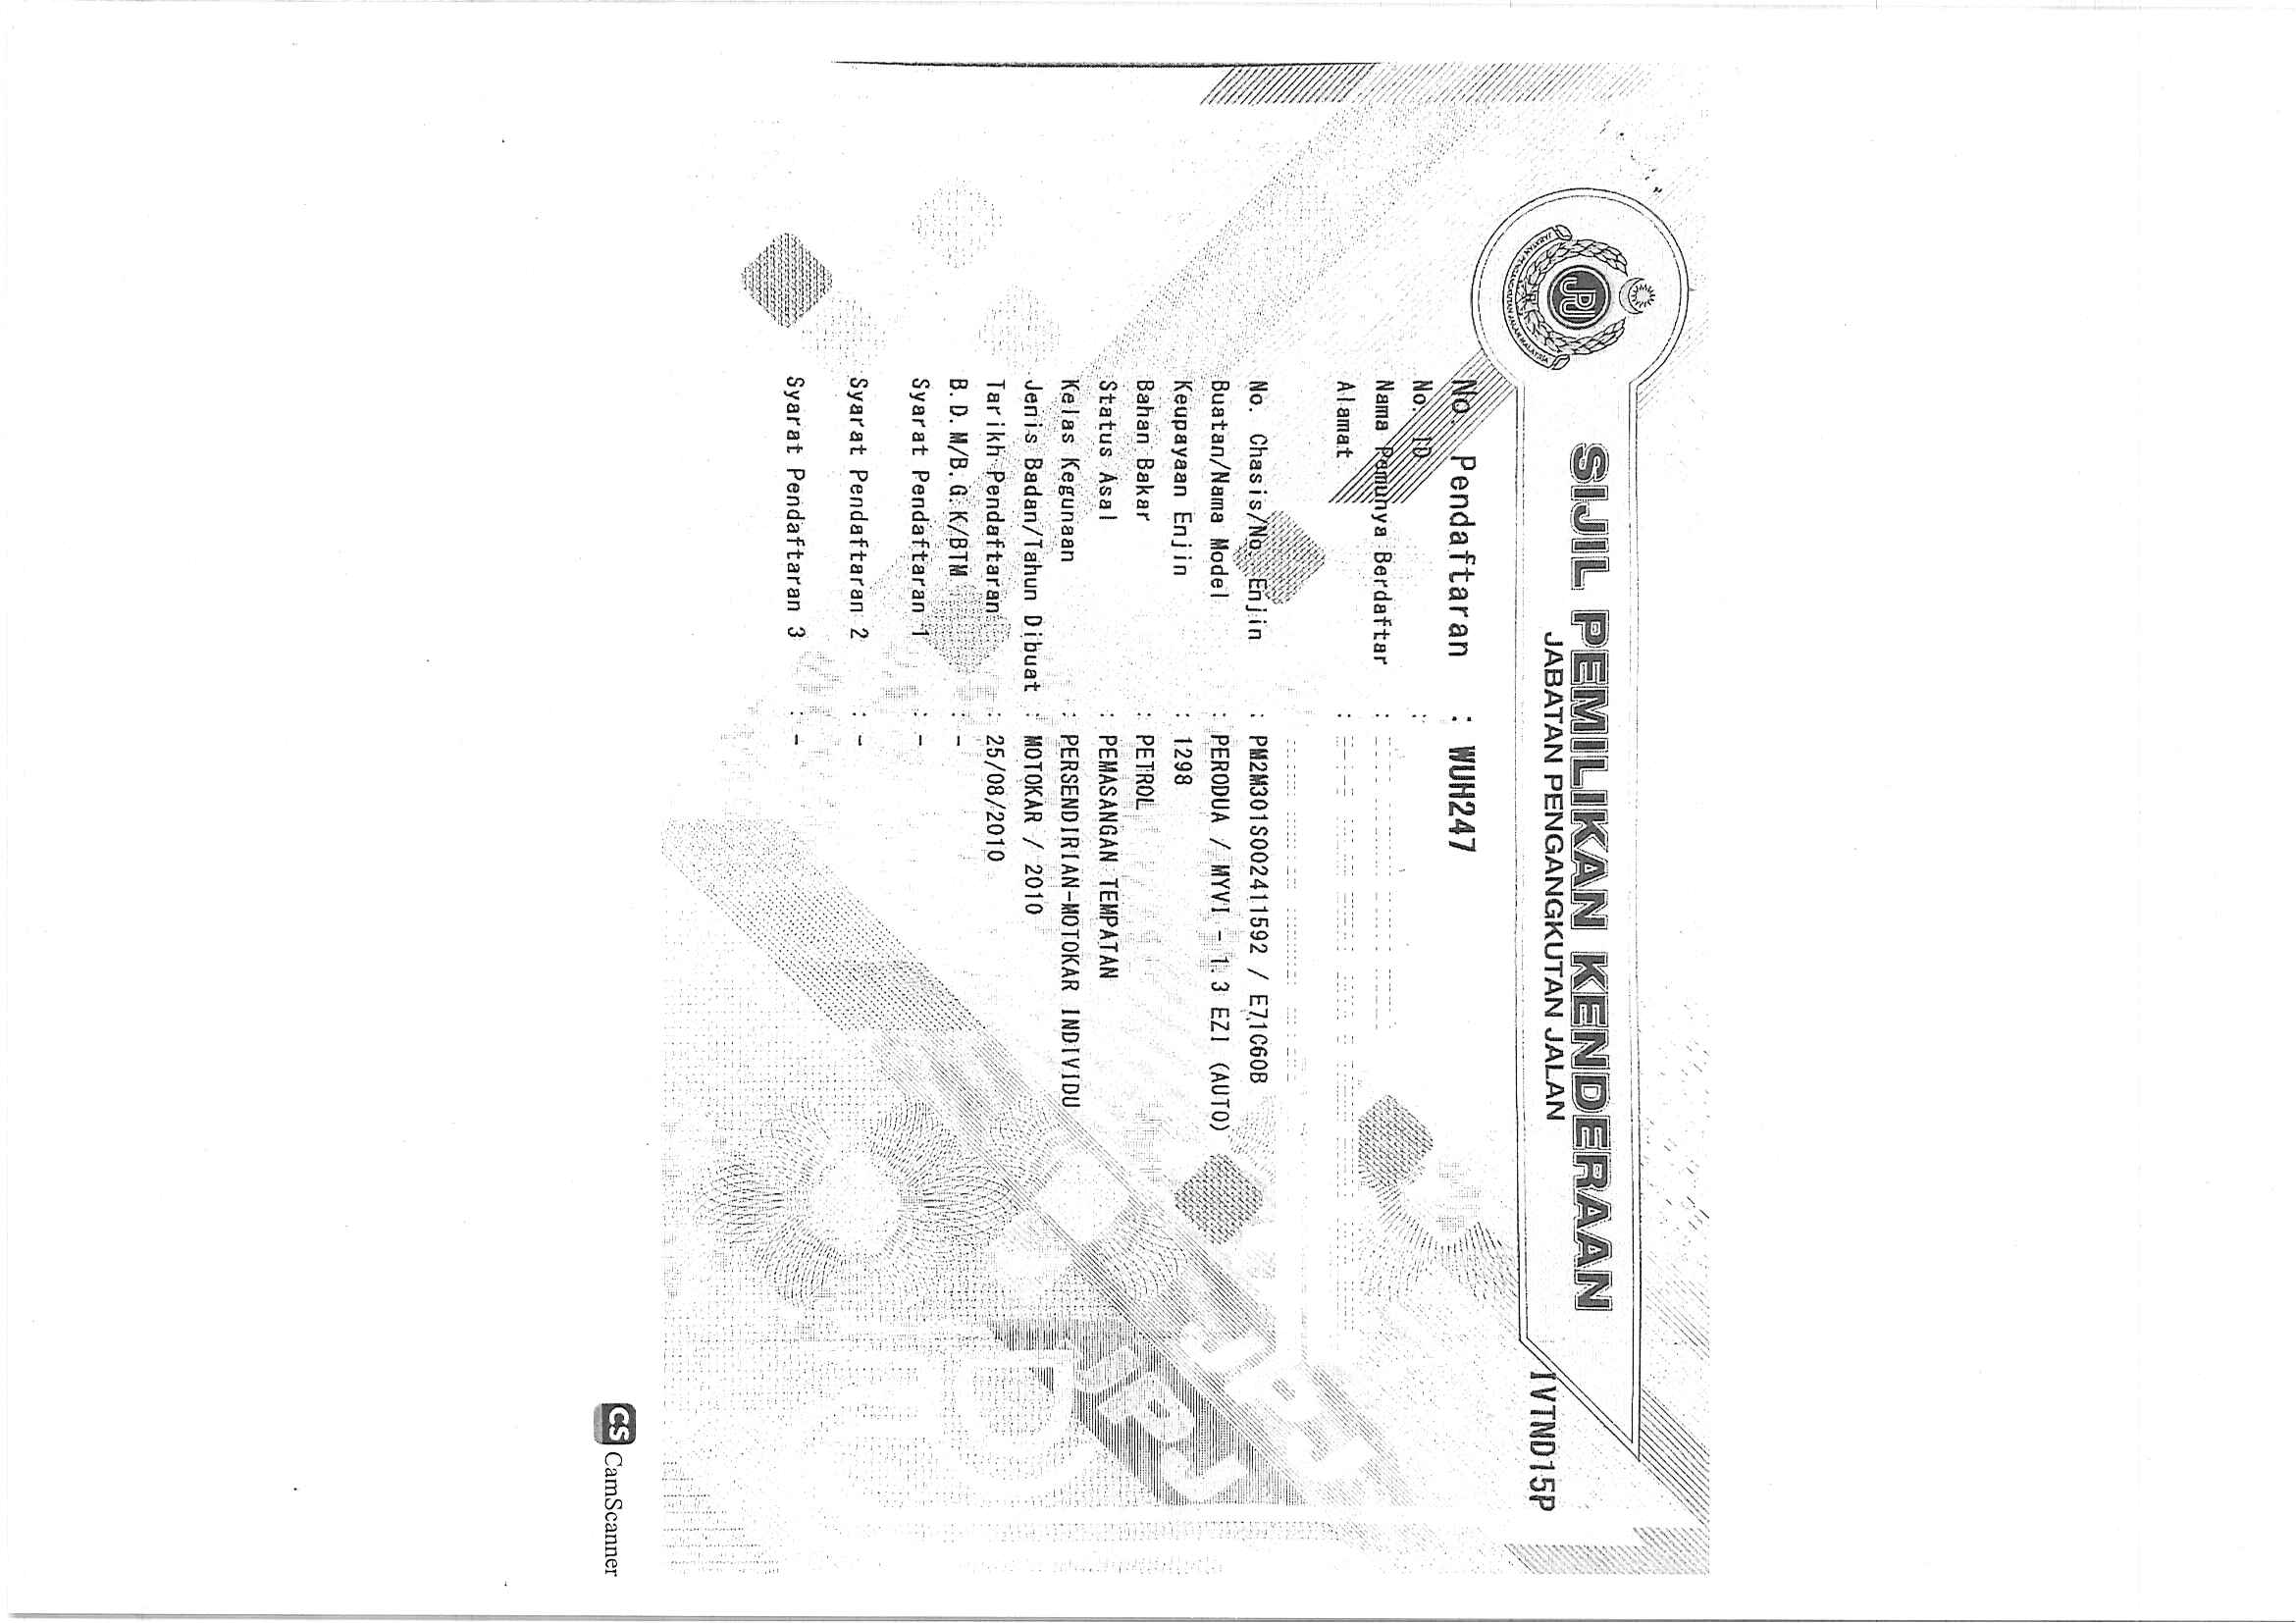 SIJIL PEMILIKAN KENDERAAN
JABATAN PENGANGKUTAN JALAN
IVTND15P
JPJ
JABATAN PENGANGKUTAN JALAN MALAYSIA
No. Pendaftaran : WUH247
No. ID :
Nama Pemunya Berdaftar :
Alamat :
No. Chasis/No. Enjin : PM2M301S002411592 / E71C60B
Buatan/Nama Model : PERODUA / MYVI - 1.3 EZI (AUTO)
Keupayaan Enjin : 1298
Bahan Bakar : PETROL
Status Asal : PEMASANGAN TEMPATAN
Kelas Kegunaan : PERSENDIRIAN-MOTOKAR INDIVIDU
Jenis Badan/Tahun Dibuat : MOTOKAR / 2010
Tarikh Pendaftaran : 25/08/2010
B.D.M/B.G.K/BTM : -
Syarat Pendaftaran 1 : -
Syarat Pendaftaran 2 : -
Syarat Pendaftaran 3 : -
JPJ
JPJ
CS CamScanner